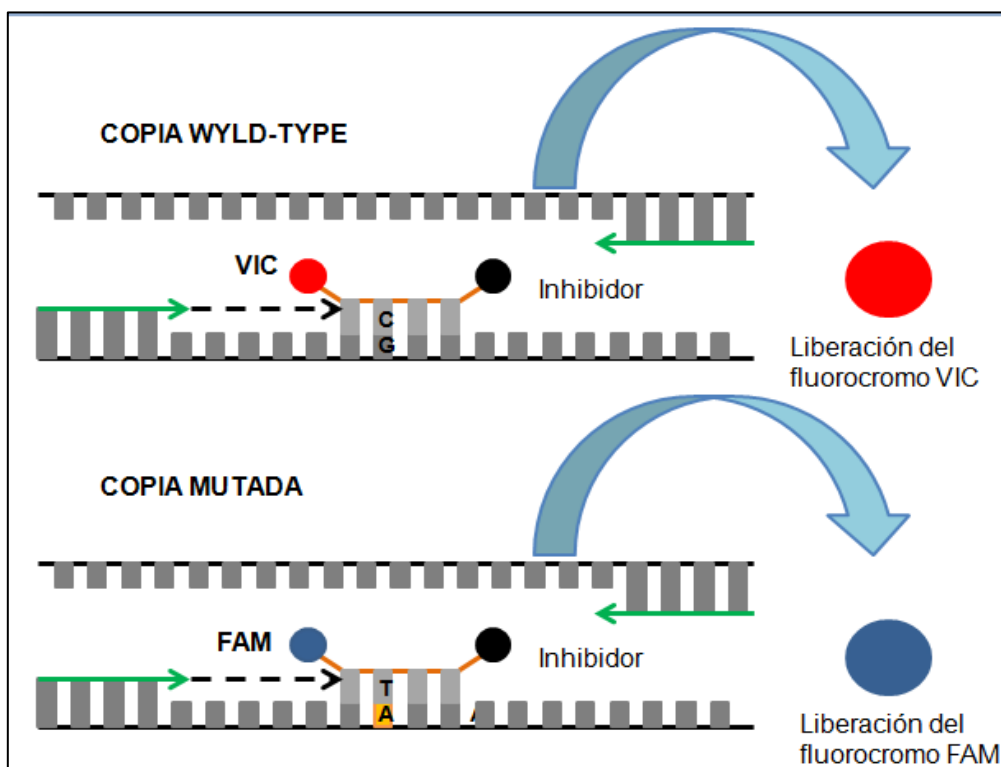 COPIA WYLD-TYPE
VIC
Inhibidor
C
G
Liberación del
fluorocromo VIC
COPIA MUTADA
FAM
Inhibidor
T
A
Liberación del
fluorocromo FAM